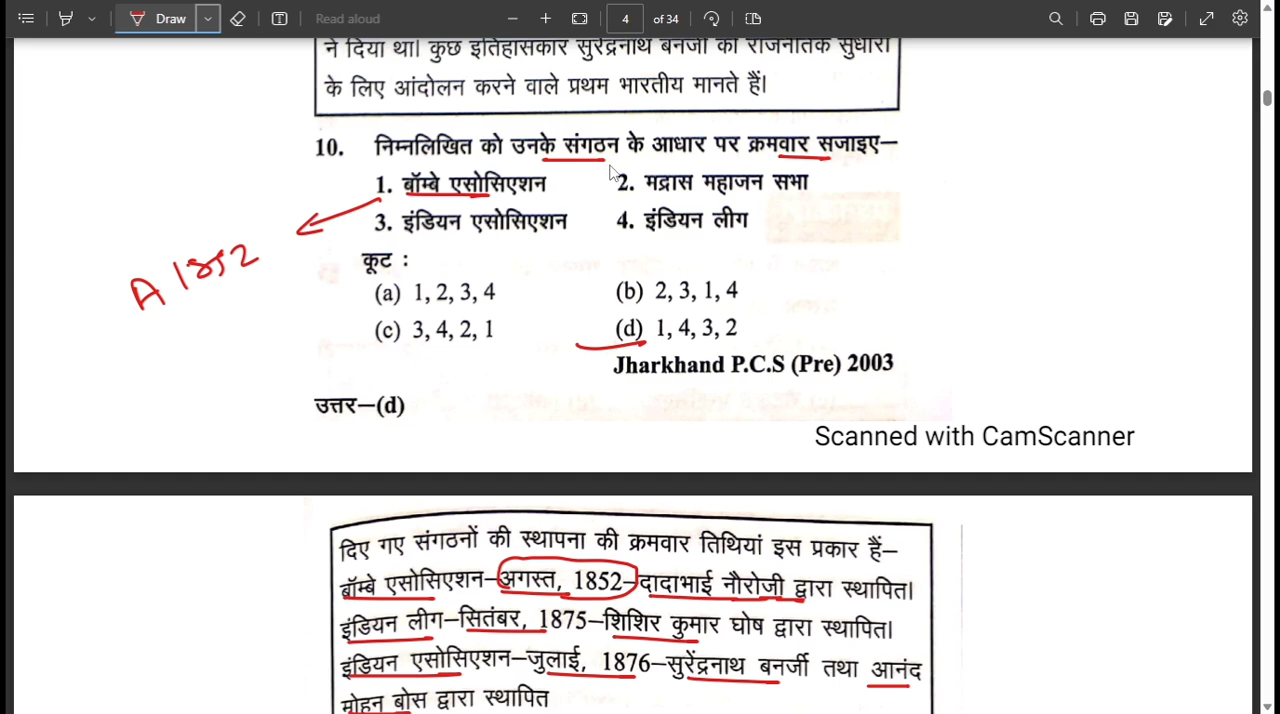 Draw
Read aloud
4 of 34
ने दिया था। कुछ इतिहासकार सुरेंद्रनाथ बनर्जी को राजनीतिक सुधारों
के लिए आंदोलन करने वाले प्रथम भारतीय मानते हैं।
10. निम्नलिखित को उनके संगठन के आधार पर क्रमवार सजाइए–
1. बॉम्बे एसोसिएशन 2. मद्रास महाजन सभा
3. इंडियन एसोसिएशन 4. इंडियन लीग
A 1852
कूट :
(a) 1, 2, 3, 4 (b) 2, 3, 1, 4
(c) 3, 4, 2, 1 (d) 1, 4, 3, 2
Jharkhand P.C.S (Pre) 2003
उत्तर–(d)
Scanned with CamScanner
दिए गए संगठनों की स्थापना की क्रमवार तिथियां इस प्रकार हैं–
बॉम्बे एसोसिएशन–अगस्त, 1852–दादाभाई नौरोजी द्वारा स्थापित।
इंडियन लीग–सितंबर, 1875–शिशिर कुमार घोष द्वारा स्थापित।
इंडियन एसोसिएशन–जुलाई, 1876–सुरेंद्रनाथ बनर्जी तथा आनंद
मोहन बोस द्वारा स्थापित